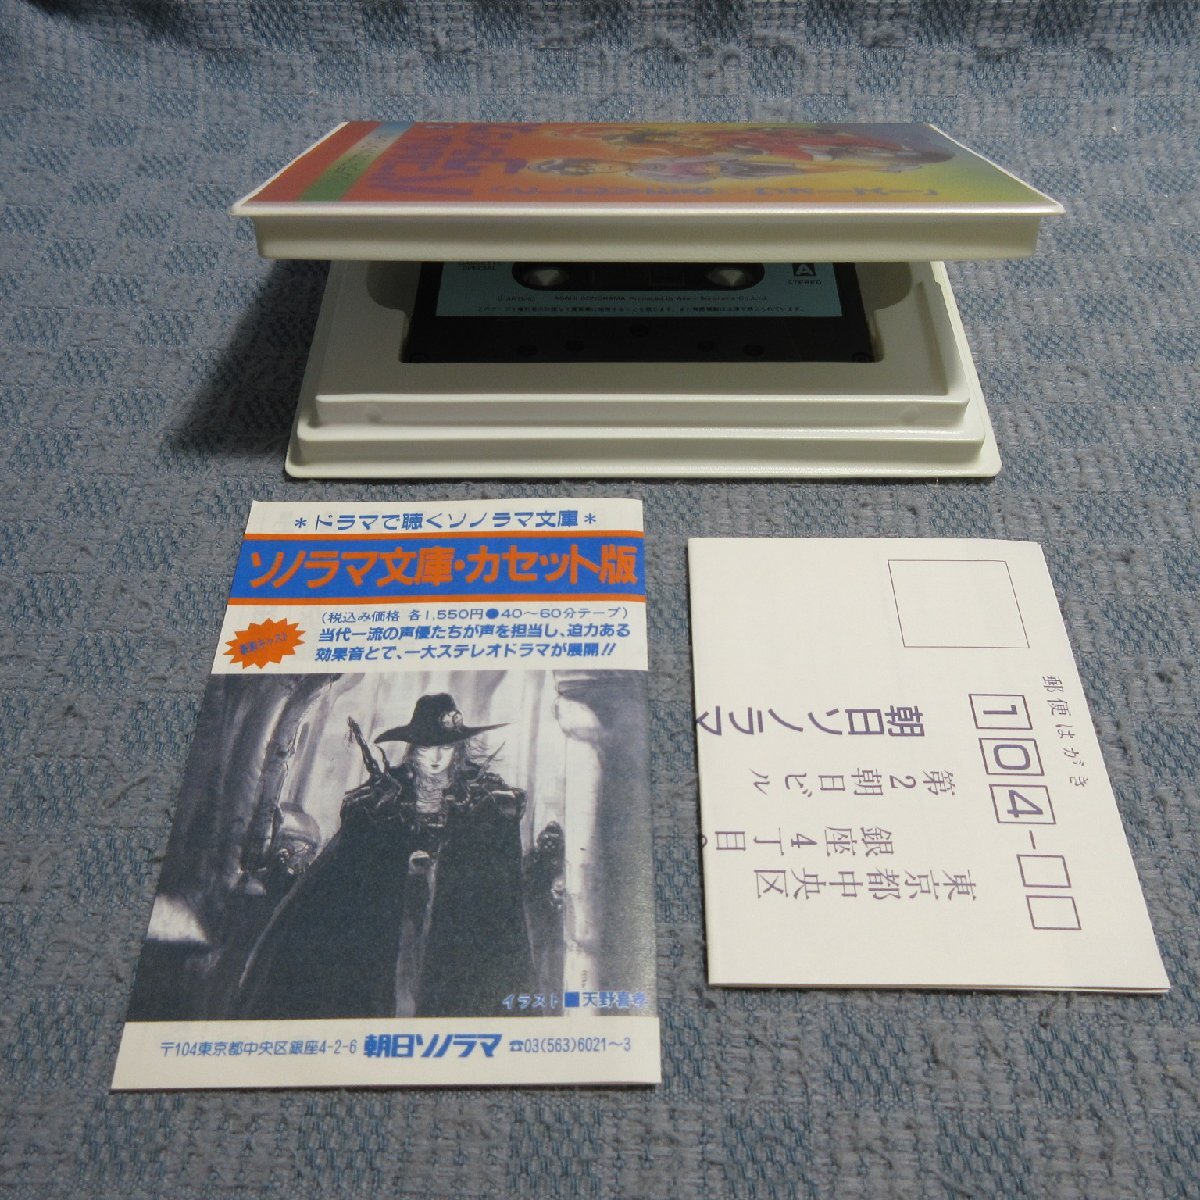 SPECIAL
A
STEREO
*ドラマで聴くソノラマ文庫*
ソノラマ文庫・カセット版
(税込み価格 各1,550円●40〜60分テープ)
豪華キャスト
当代一流の声優たちが声を担当し、迫力ある
効果音とで、一大ステレオドラマが展開!!
イラスト■天野喜孝
〒104東京都中央区銀座4-2-6 朝日ソノラマ ☎03(563)6021〜3
郵便はがき
104-
東京都中央区
銀座4丁目
第2朝日ビル
朝日ソノラマ